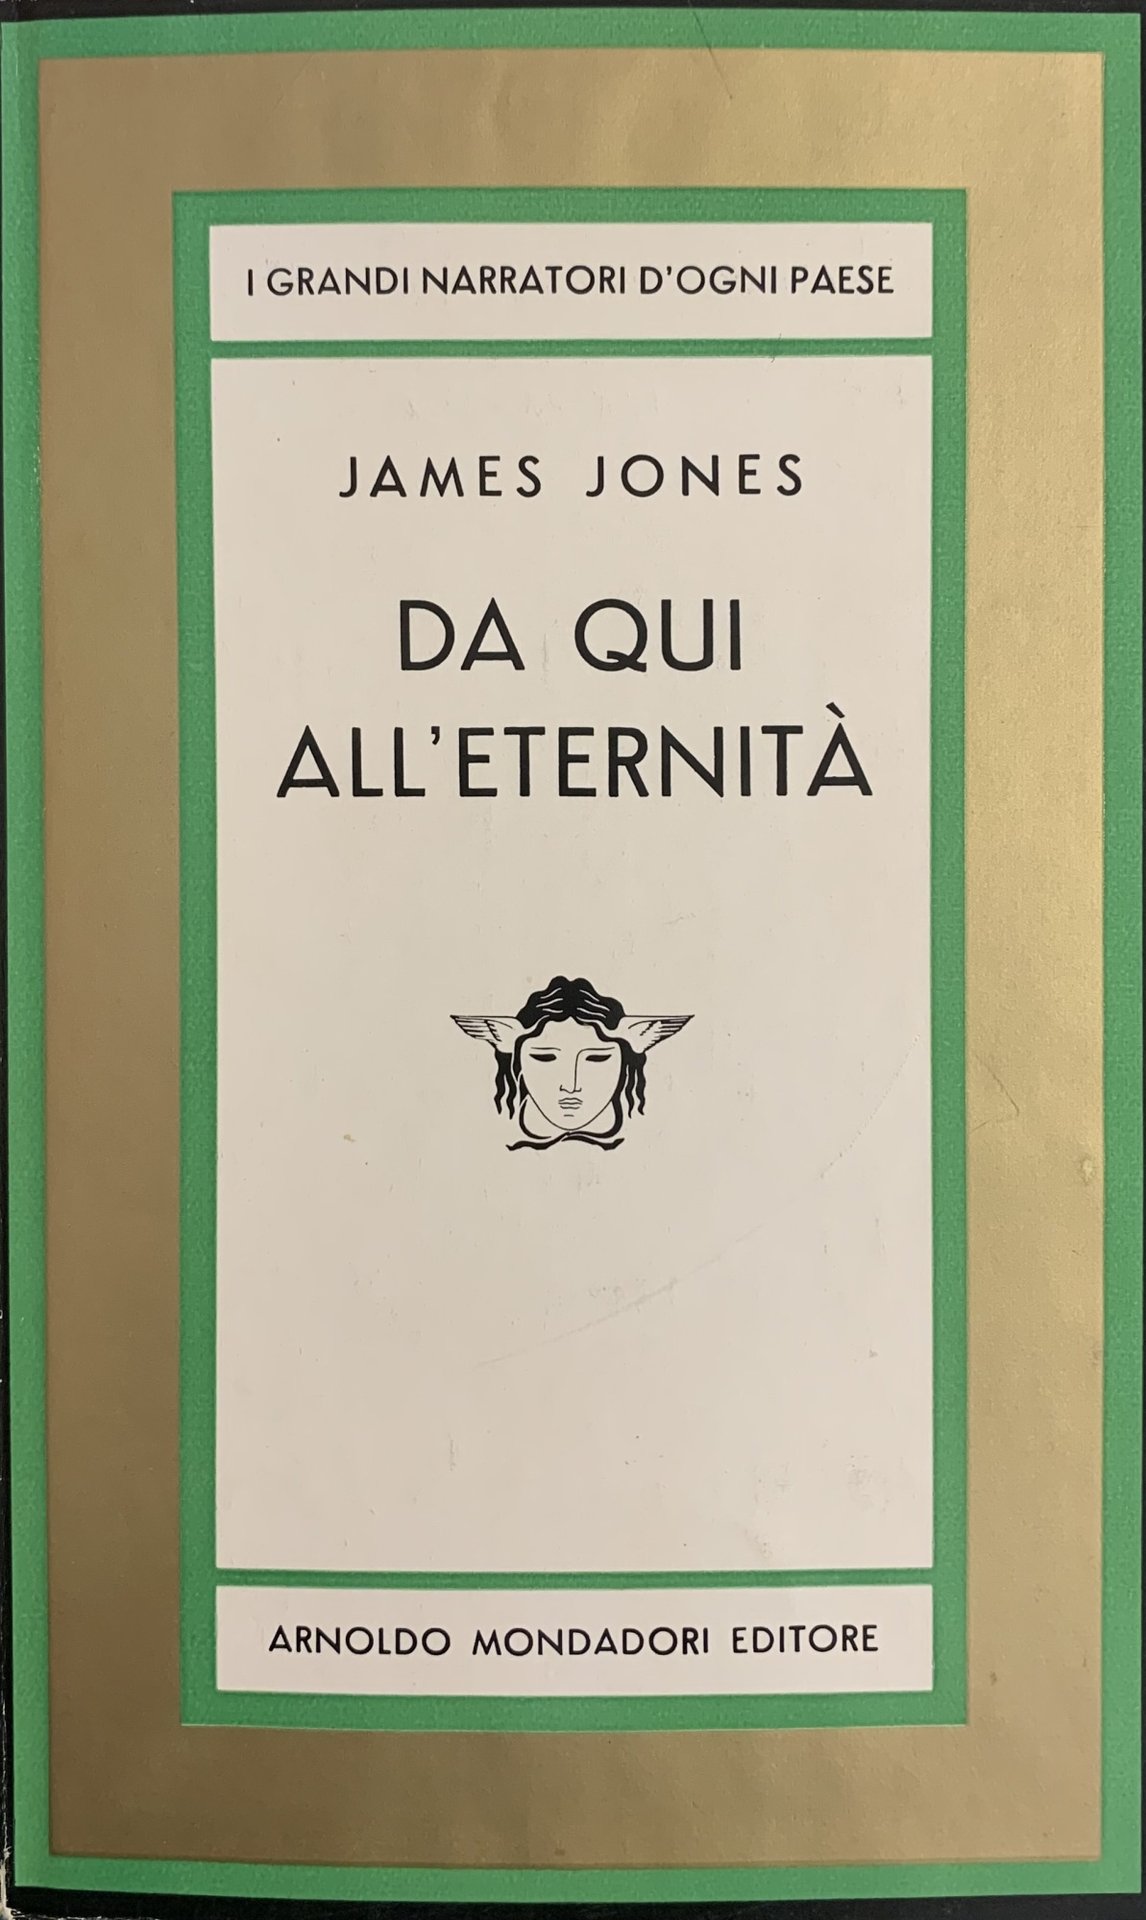 I GRANDI NARRATORI D'OGNI PAESE
JAMES JONES
DA QUI
ALL'ETERNITÀ
ARNOLDO MONDADORI EDITORE